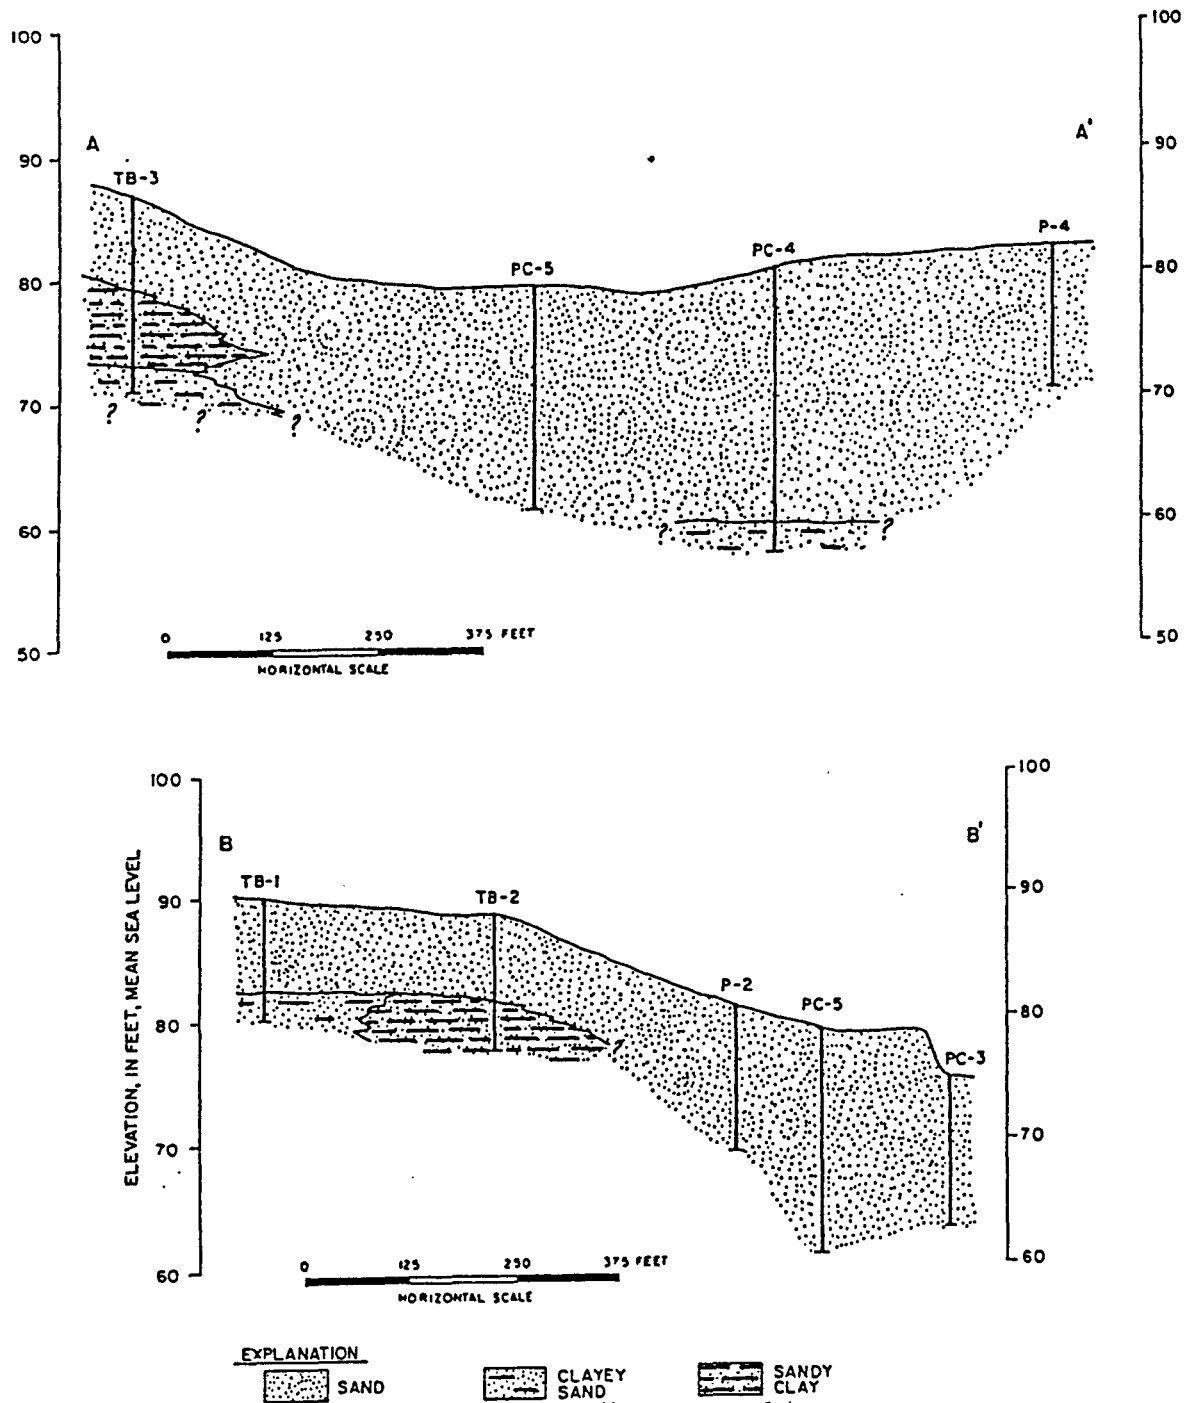 100
100
A
A'
90
90
TB-3
P-4
PC-4
PC-5
80
80
70
70
? ? ?
60
60
? ?
50
50
0 125 250 375 FEET
HORIZONTAL SCALE
100
100
B
B'
ELEVATION, IN FEET, MEAN SEA LEVEL
90
90
TB-1
TB-2
P-2
PC-5
80
80
?
PC-3
70
70
60
60
0 125 250 375 FEET
HORIZONTAL SCALE
EXPLANATION
SAND
CLAYEY
SAND
SANDY
CLAY